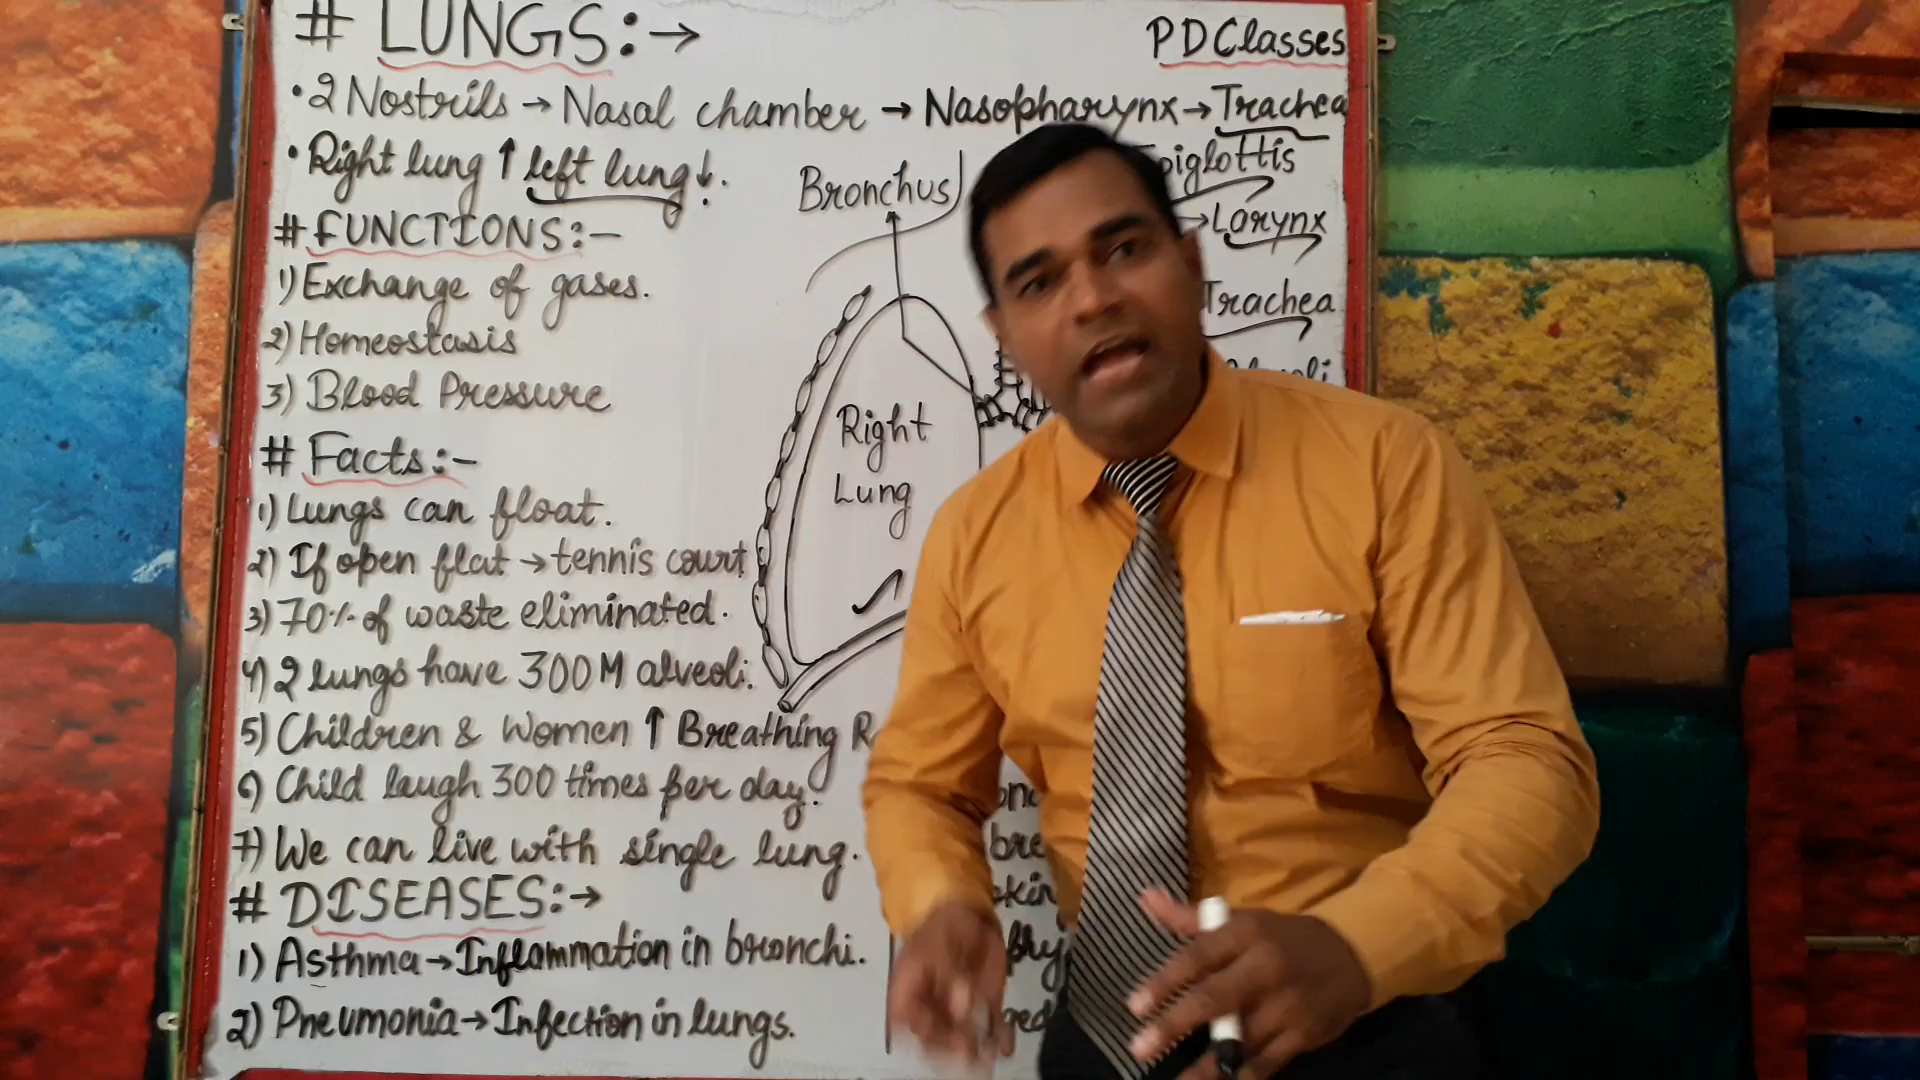 # LUNGS:→
PD Classes
• 2 Nostrils → Nasal chamber → Nasopharynx → Trachea
• Right lung ↑ left lung ↓.
Bronchus
Larynx
Trachea
# FUNCTIONS:-
1) Exchange of gases.
2) Homeostasis
3) Blood Pressure
Right
Lung
# Facts:-
1) Lungs can float.
2) If open flat → tennis court
3) 70% of waste eliminated.
4) 2 lungs have 300M alveoli.
5) Children & Women ↑ Breathing
6) Child laugh 300 times per day.
7) We can live with single lung.
# DISEASES:→
1) Asthma → Inflammation in bronchi.
2) Pneumonia → Infection in lungs.